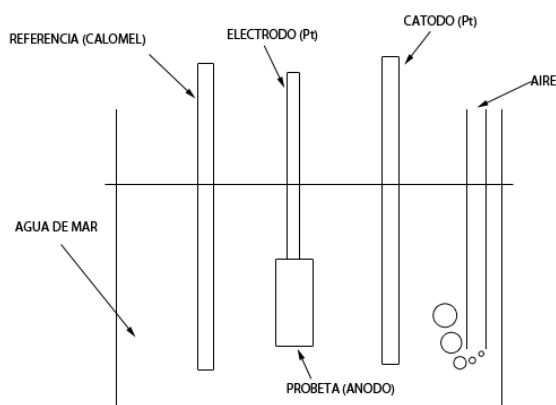 REFERENCIA (CALOMEL)
ELECTRODO (Pt)
CATODO (Pt)
AIRE
AGUA DE MAR
PROBETA (ANODO)